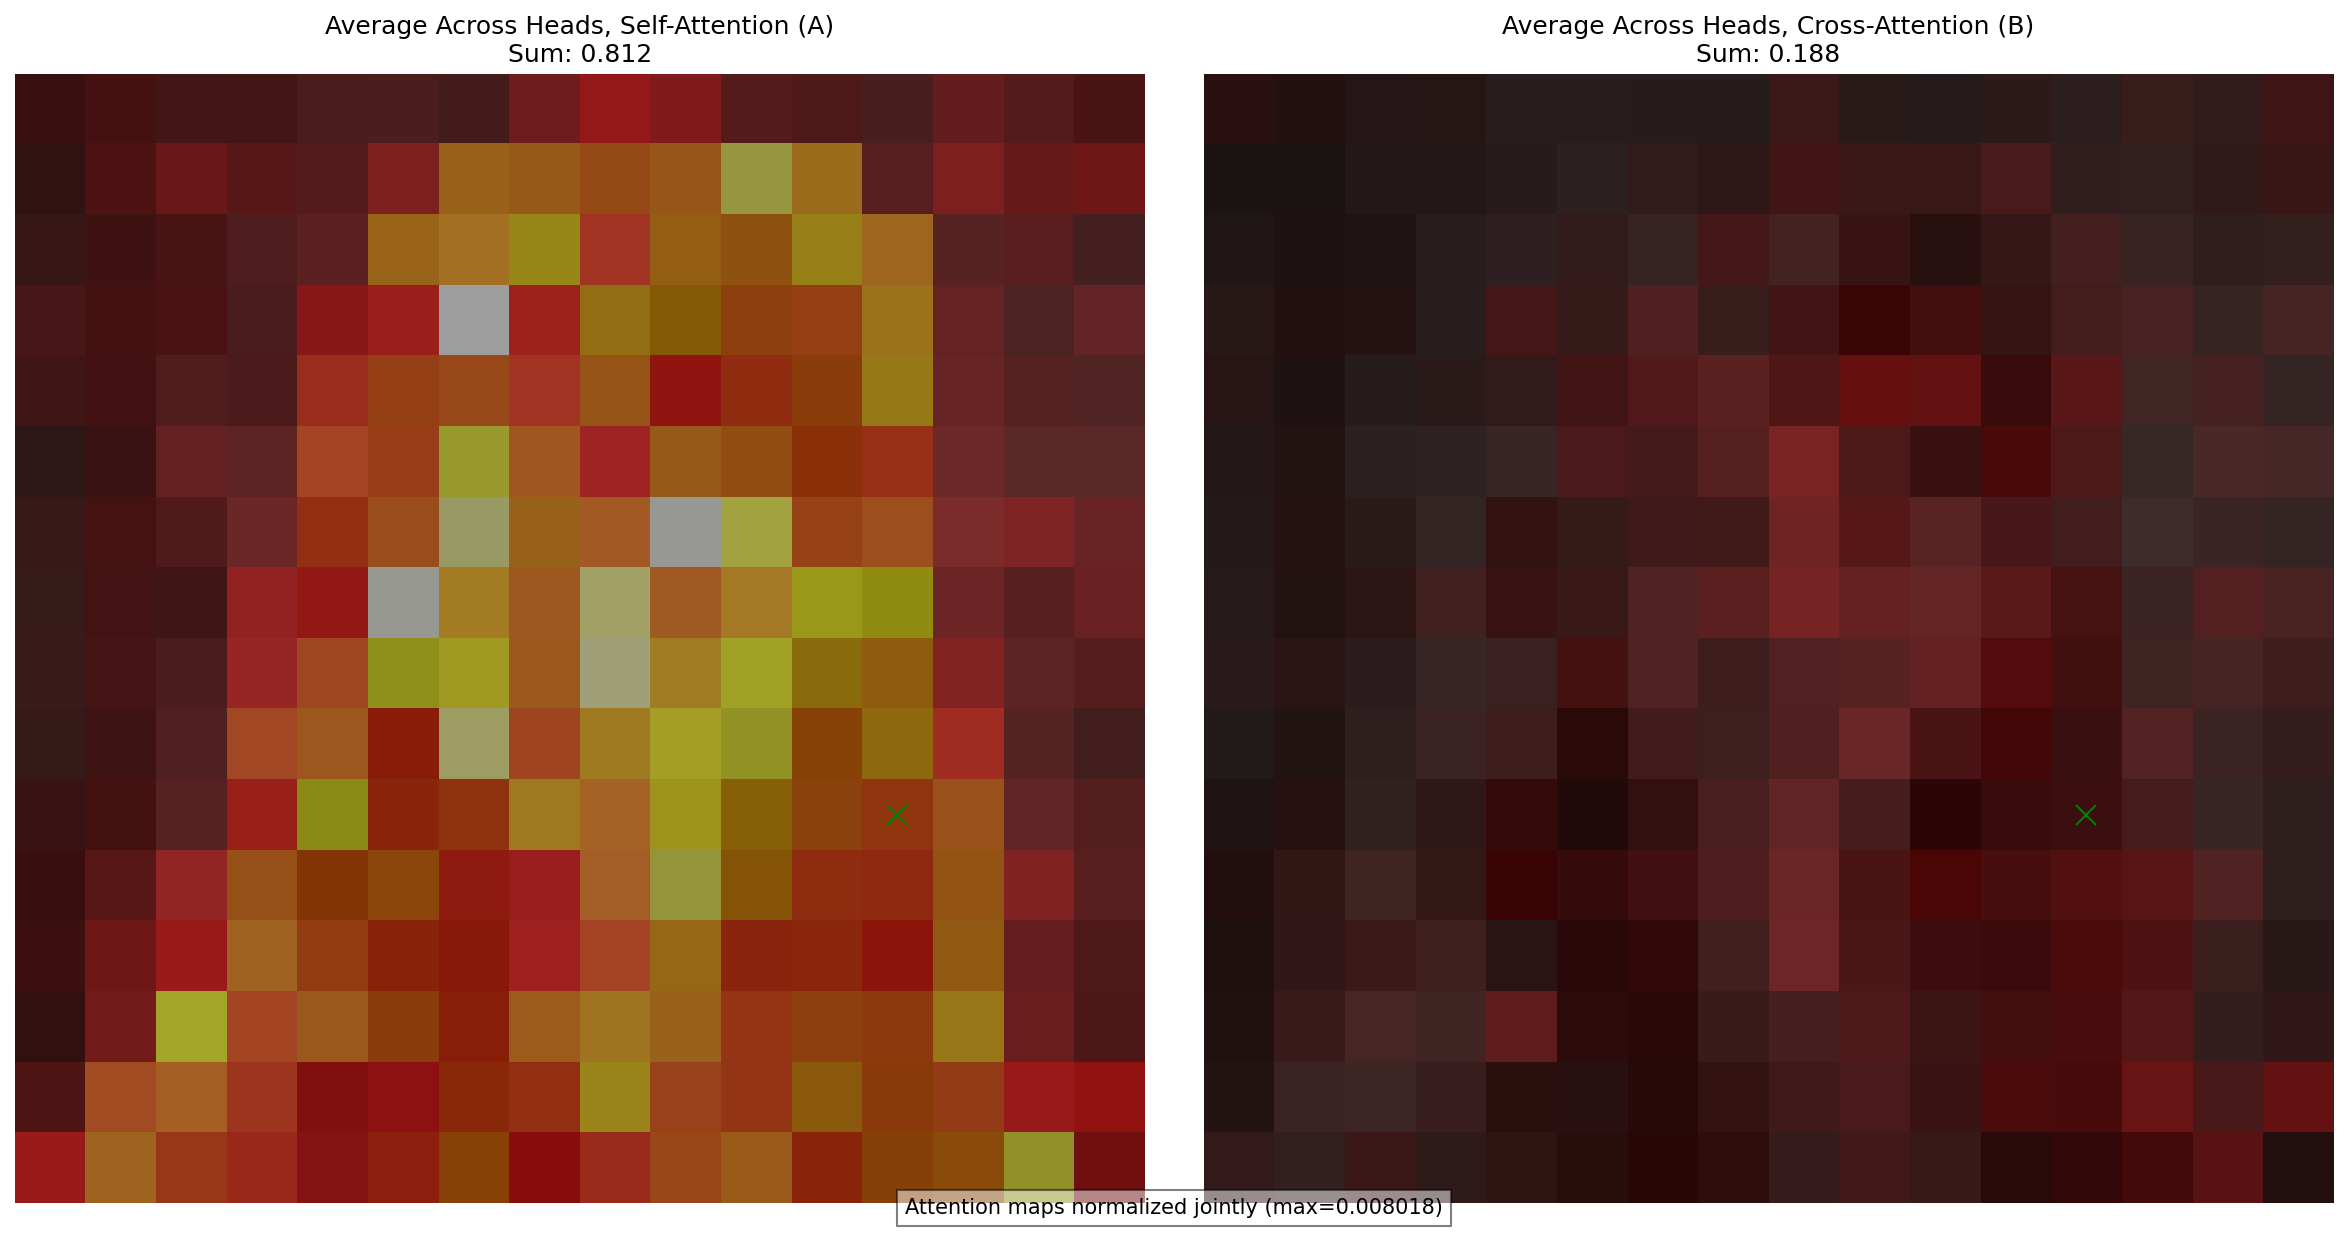 Average Across Heads, Self-Attention (A)
Sum: 0.812
Average Across Heads, Cross-Attention (B)
Sum: 0.188
Attention maps normalized jointly (max=0.008018)